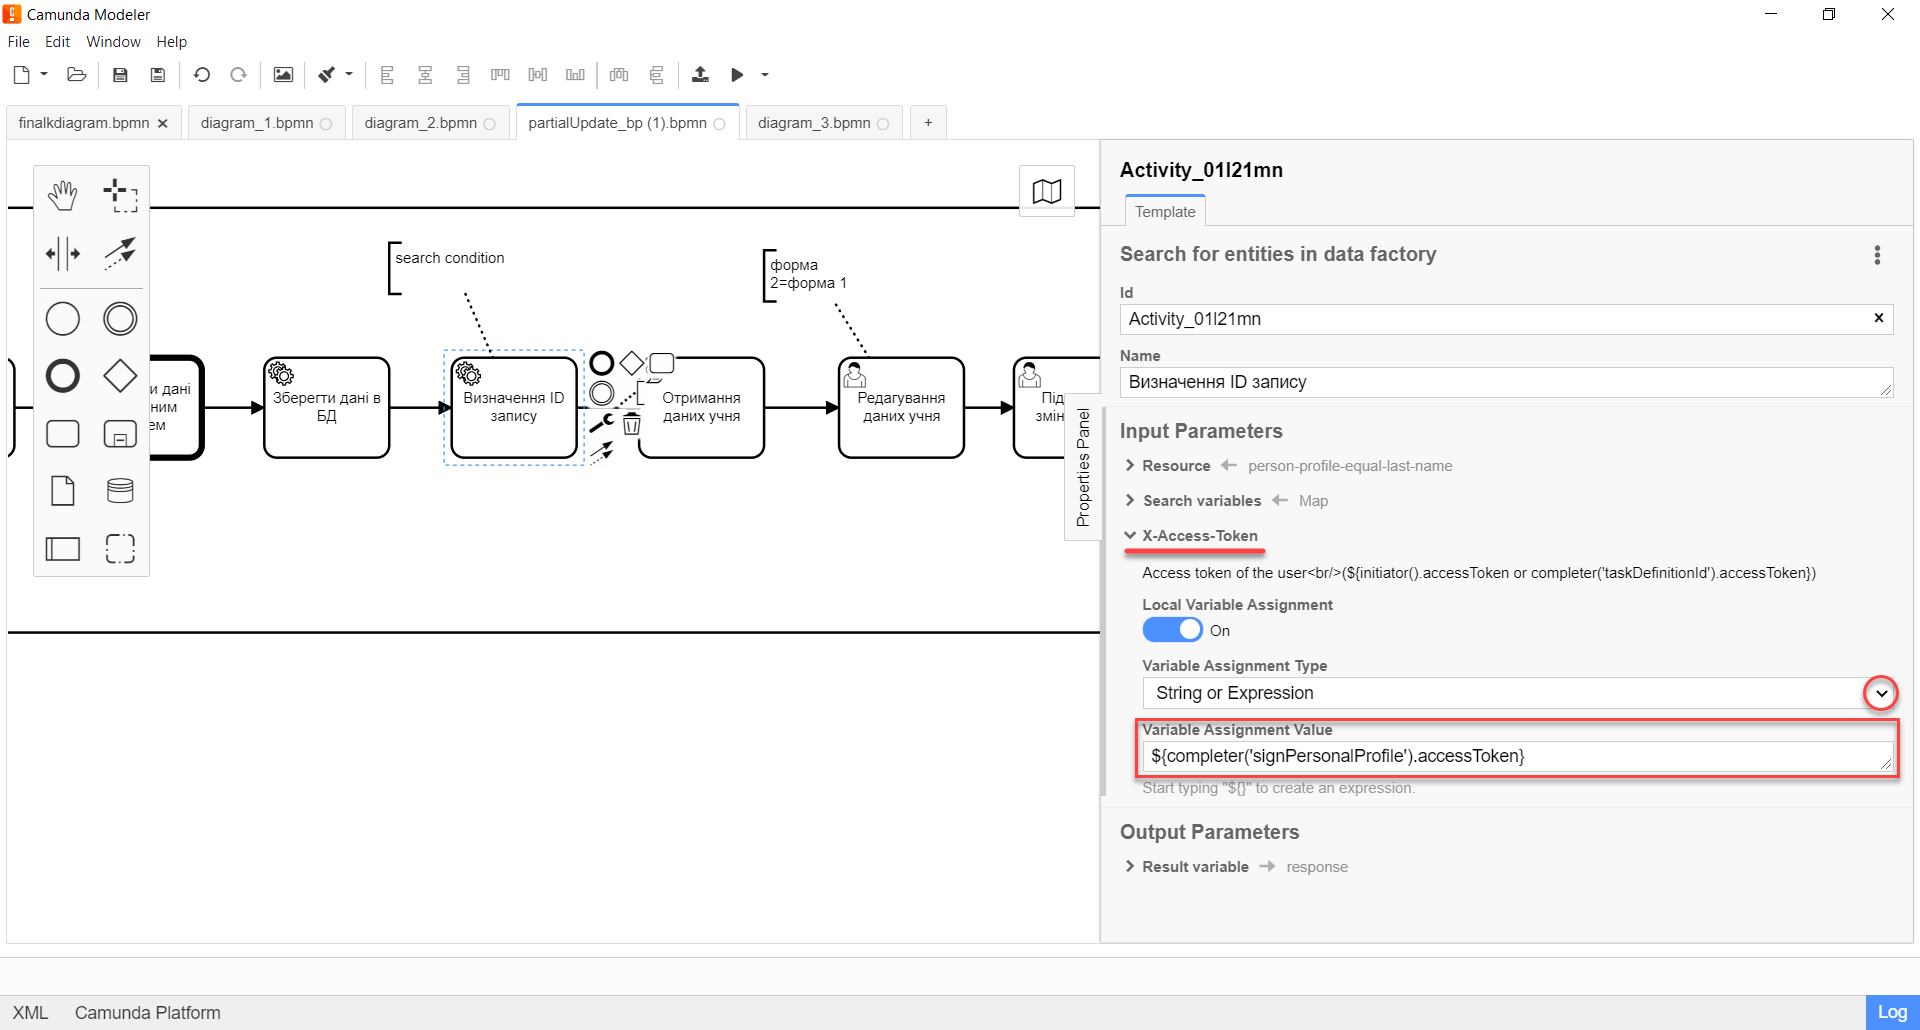 Camunda Modeler
File Edit Window Help
finalkdiagram.bpmn
diagram_1.bpmn
diagram_2.bpmn
partialUpdate_bp (1).bpmn
diagram_3.bpmn
+
search condition
форма
2=форма 1
и дані
ним
ем
Зберегти дані в
БД
Визначення ID
запису
Отримання
даних учня
Редагування
даних учня
Під
змін
Properties Panel
Activity_01l21mn
Template
Search for entities in data factory
Id
Activity_01l21mn
Name
Визначення ID запису
Input Parameters
Resource person-profile-equal-last-name
Search variables Map
X-Access-Token
Access token of the user<br/>(${initiator().accessToken or completer('taskDefinitionId').accessToken})
Local Variable Assignment
On
Variable Assignment Type
String or Expression
Variable Assignment Value
${completer('signPersonalProfile').accessToken}
Start typing "${}" to create an expression.
Output Parameters
Result variable response
XML Camunda Platform
Log